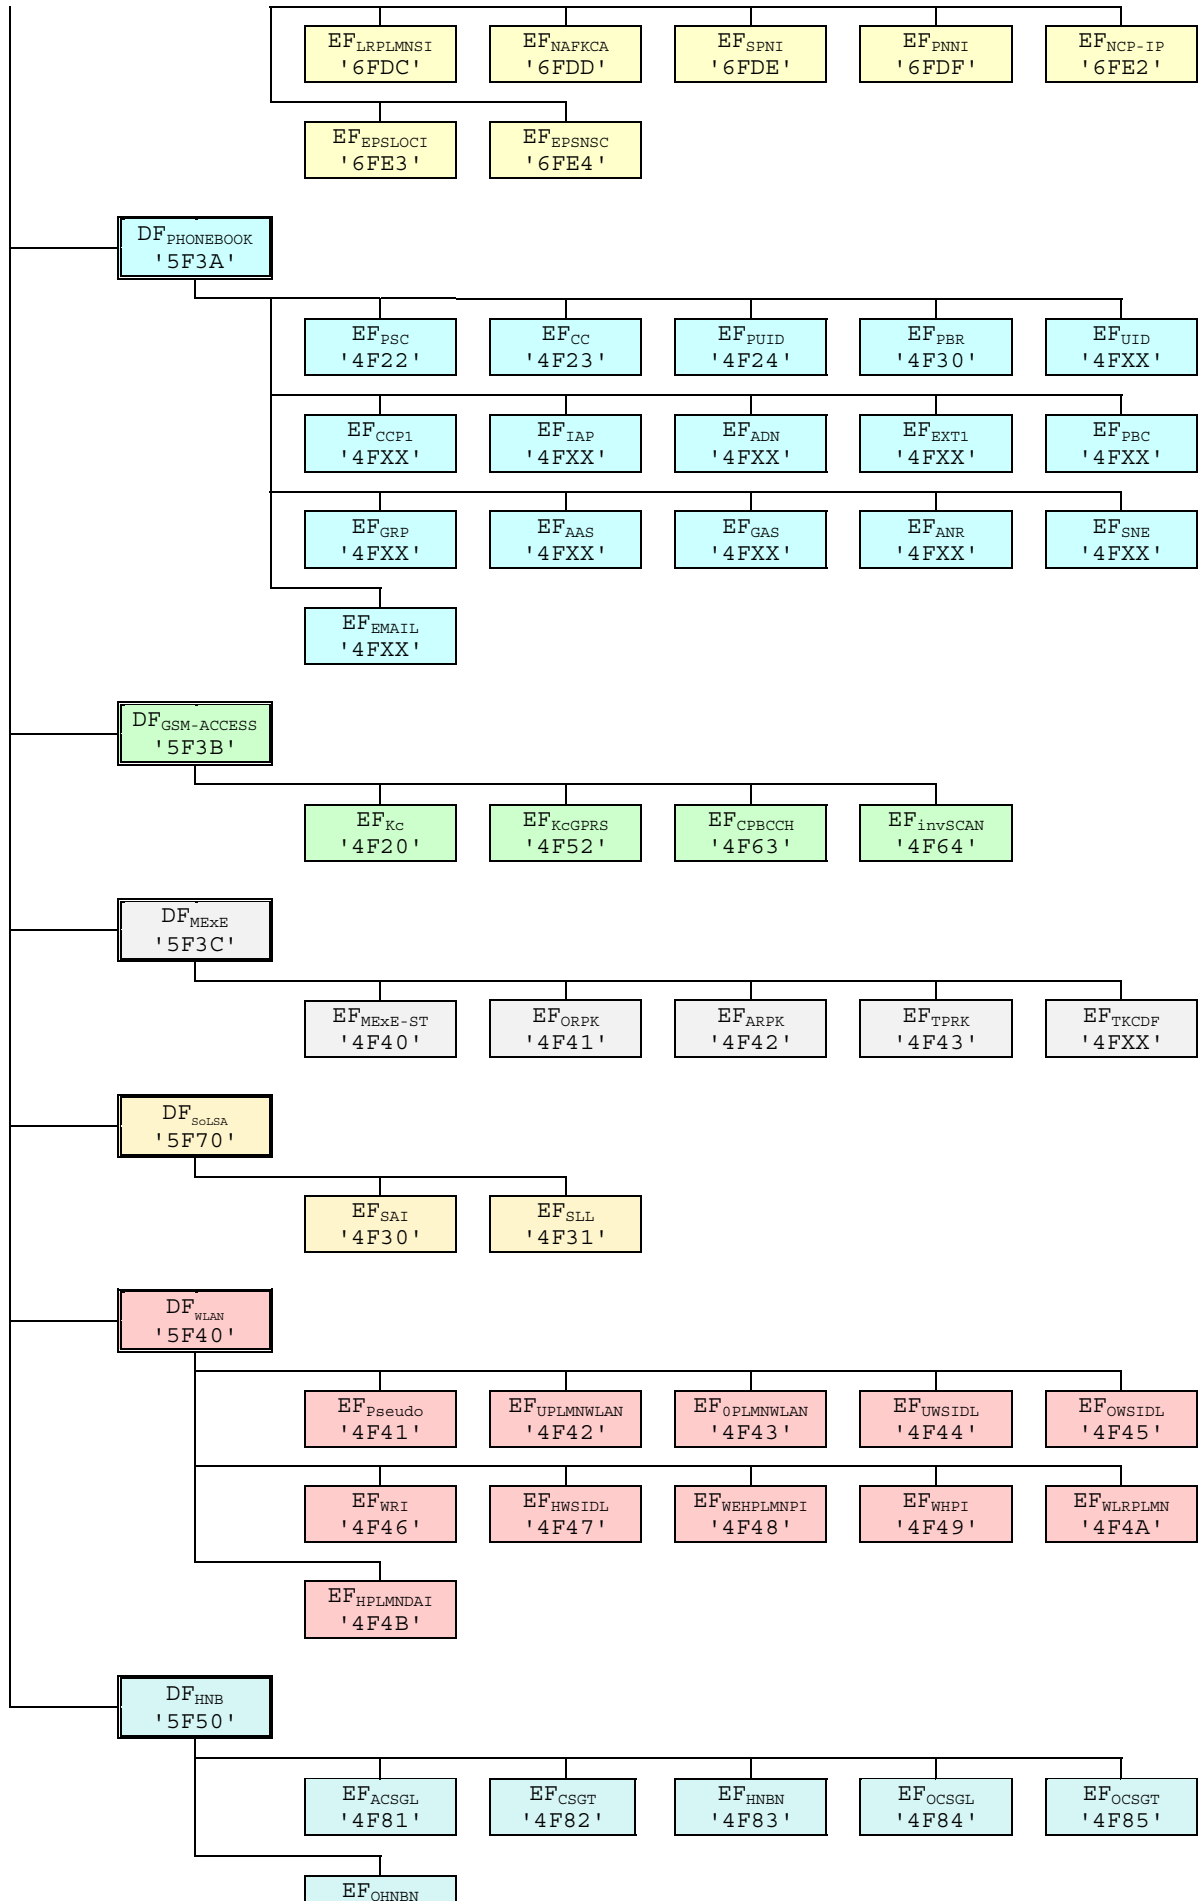 EFLRPLMNSI EFNAFKCA EFSPNI EFPNNI EFNCP-IP
'6FDC' '6FDD' '6FDE' '6FDF' '6FE2'
EFEPSLOCI EFEPSNSC
'6FE3' '6FE4'
DFPHONEBOOK
'5F3A'
EFPSC EFCC EFPUID EFPBR EFUID
'4F22' '4F23' '4F24' '4F30' '4FXX'
EFCCP1 EFIAP EFADN EFEXT1 EFPBC
'4FXX' '4FXX' '4FXX' '4FXX' '4FXX'
EFGRP EFAAS EFGAS EFANR EFSNE
'4FXX' '4FXX' '4FXX' '4FXX' '4FXX'
EFEMAIL
'4FXX'
DFGSM-ACCESS
'5F3B'
EFKc EFKcGPRS EFCPBCCH EFinvSCAN
'4F20' '4F52' '4F63' '4F64'
DFMExE
'5F3C'
EFMExE-ST EFORPK EFARPK EFTPRK EFTKCDF
'4F40' '4F41' '4F42' '4F43' '4FXX'
DFSoLSA
'5F70'
EFSAI EFSLL
'4F30' '4F31'
DFWLAN
'5F40'
EFPseudo EFUPLMNWLAN EF0PLMNWLAN EFUWSIDL EFOWSIDL
'4F41' '4F42' '4F43' '4F44' '4F45'
EFWRI EFHWSIDL EFWEHPLMNPI EFWHPI EFWLRPLMN
'4F46' '4F47' '4F48' '4F49' '4F4A'
EFHPLMNDAI
'4F4B'
DFHNB
'5F50'
EFACSGL EFCSGT EFHNBN EFOCSGL EFOCSGT
'4F81' '4F82' '4F83' '4F84' '4F85'
EFOHNBN